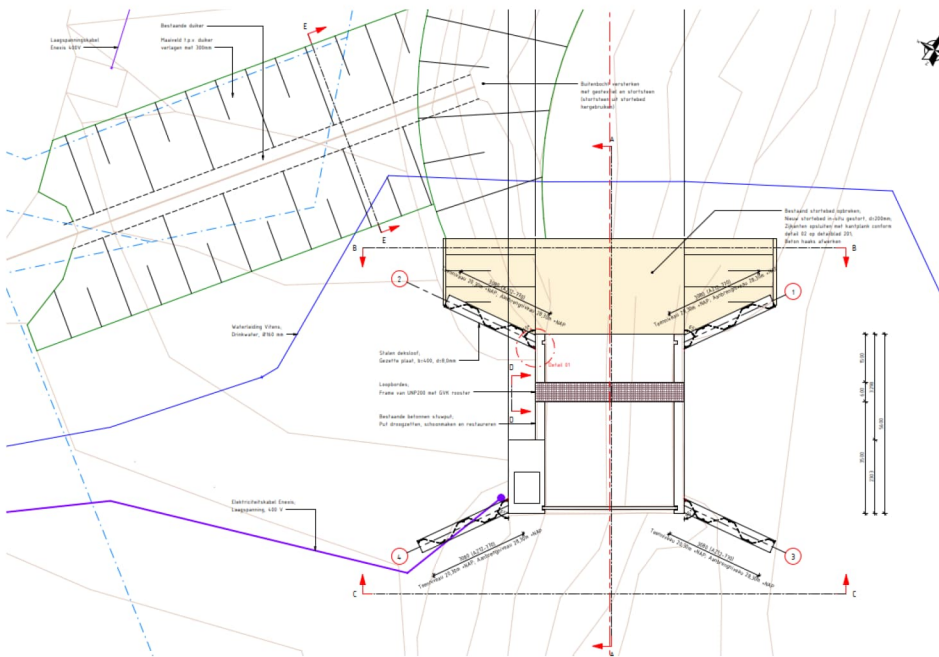 Bestaande duiker
E
Laagspanningskabel
Enexis 400V
Maaiveld t.p.v. duiker
verlagen met 300mm
Buitenbocht versterken
met geotextiel en stortsteen
(stortsteen uit stortebed
hergebruiken)
A
Bestaand stortebed opbreken,
Nieuw stortebed in-situ gestort, d=200mm,
Zijkanten opsluiten met kantplank conform
detail 02 op detailblad 201,
Beton haaks afwerken
E
B
B
2
1
Waterleiding Vitens,
Drinkwater, Ø160 mm
Stalen deksloof,
Gezette plaat, b=400, d=8,0mm
Detail 01
D
Loopbordes,
Frame van UNP200 met GVK rooster
D
Bestaande betonnen stuwput,
Put droogzetten, schoonmaken en restaureren
Elektriciteitskabel Enexis,
Laagspanning, 400 V
4
3
C
C
A